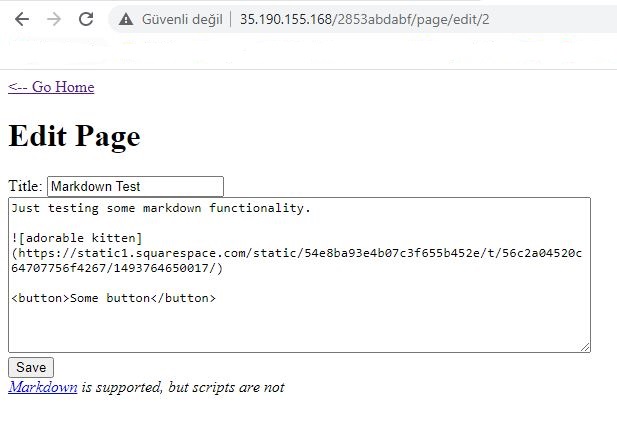 Güvenli değil | 35.190.155.168/2853abdabf/page/edit/2
<-- Go Home
Edit Page
Title: Markdown Test
Just testing some markdown functionality.
![adorable kitten]
(https://static1.squarespace.com/static/54e8ba93e4b07c3f655b452e/t/56c2a04520c
64707756f4267/1493764650017/)
<button>Some button</button>
Save
Markdown is supported, but scripts are not